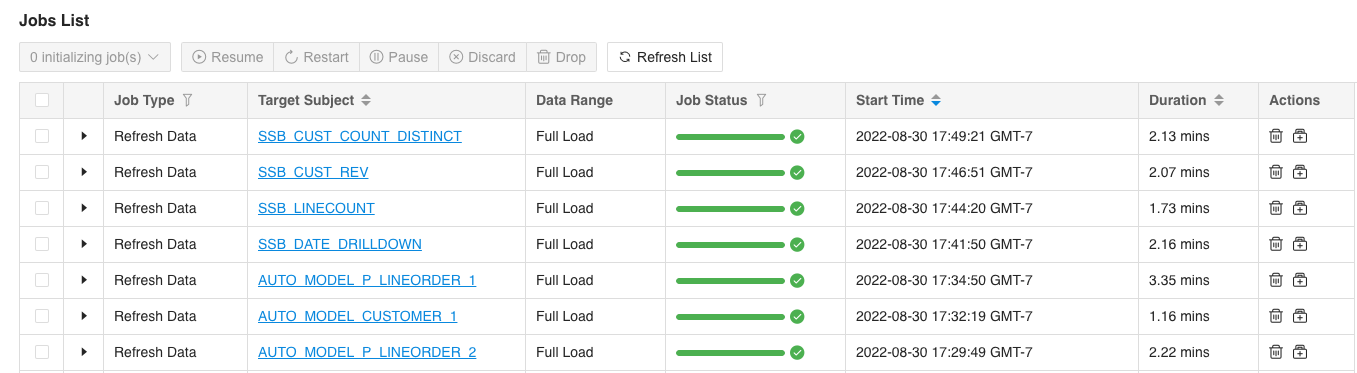 Jobs List
0 initializing job(s) Resume Restart Pause Discard Drop Refresh List
Job Type Target Subject Data Range Job Status Start Time Duration Actions
Refresh Data SSB_CUST_COUNT_DISTINCT Full Load 2022-08-30 17:49:21 GMT-7 2.13 mins
Refresh Data SSB_CUST_REV Full Load 2022-08-30 17:46:51 GMT-7 2.07 mins
Refresh Data SSB_LINECOUNT Full Load 2022-08-30 17:44:20 GMT-7 1.73 mins
Refresh Data SSB_DATE_DRILLDOWN Full Load 2022-08-30 17:41:50 GMT-7 2.16 mins
Refresh Data AUTO_MODEL_P_LINEORDER_1 Full Load 2022-08-30 17:34:50 GMT-7 3.35 mins
Refresh Data AUTO_MODEL_CUSTOMER_1 Full Load 2022-08-30 17:32:19 GMT-7 1.16 mins
Refresh Data AUTO_MODEL_P_LINEORDER_2 Full Load 2022-08-30 17:29:49 GMT-7 2.22 mins